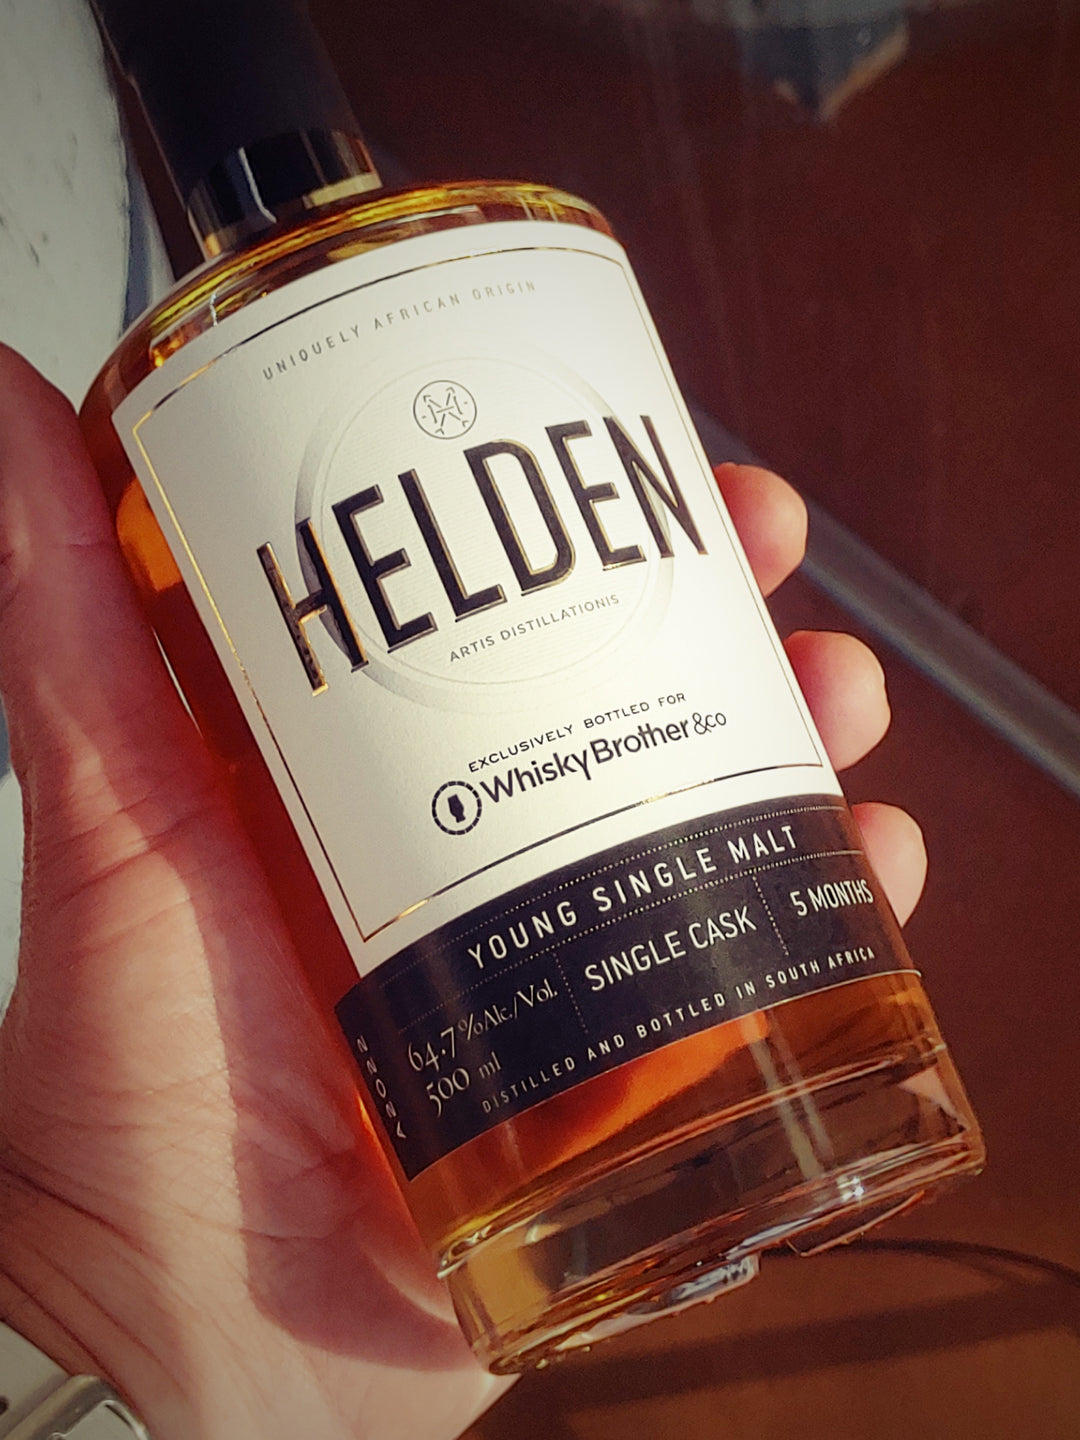 UNIQUELY AFRICAN ORIGIN
HELDEN
ARTIS DISTILLATIONIS
EXCLUSIVELY BOTTLED FOR
WhiskyBrother &co
YOUNG SINGLE MALT
64.7%Alc./Vol.
500 ml
SINGLE CASK
5 MONTHS
DISTILLED AND BOTTLED IN SOUTH AFRICA
A2022